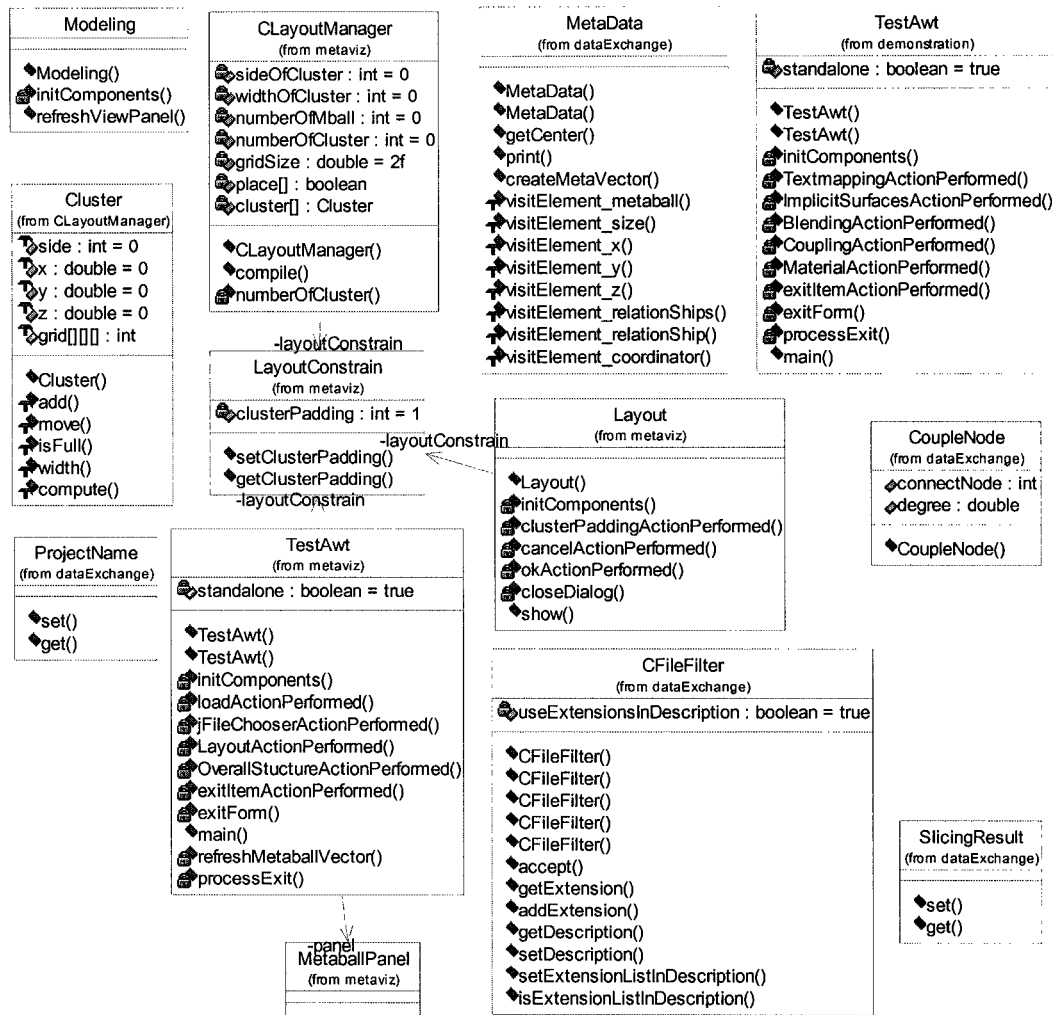 Modeling
Modeling()
initComponents()
refreshViewPanel()
CLayoutManager
(from metaviz)
sideOfCluster : int = 0
widthOfCluster : int = 0
numberOfMball : int = 0
numberOfCluster : int = 0
gridSize : double = 2f
place[] : boolean
cluster[] : Cluster
CLayoutManager()
compile()
numberOfCluster()
MetaData
(from dataExchange)
MetaData()
MetaData()
getCenter()
print()
createMetaVector()
visitElement_metaball()
visitElement_size()
visitElement_x()
visitElement_y()
visitElement_z()
visitElement_relationShips()
visitElement_relationShip()
visitElement_coordinator()
TestAwt
(from demonstration)
standalone : boolean = true
TestAwt()
TestAwt()
initComponents()
TextmappingActionPerformed()
ImplicitSurfacesActionPerformed()
BlendingActionPerformed()
CouplingActionPerformed()
MaterialActionPerformed()
exitItemActionPerformed()
exitForm()
processExit()
main()
Cluster
(from CLayoutManager)
side : int = 0
x : double = 0
y : double = 0
z : double = 0
grid[][][] : int
Cluster()
add()
move()
isFull()
width()
compute()
-layoutConstrain
LayoutConstrain
(from metaviz)
clusterPadding : int = 1
setClusterPadding()
getClusterPadding()
-layoutConstrain
-layoutConstrain
Layout
(from metaviz)
Layout()
initComponents()
clusterPaddingActionPerformed()
cancelActionPerformed()
okActionPerformed()
closeDialog()
show()
CoupleNode
(from dataExchange)
connectNode : int
degree : double
CoupleNode()
ProjectName
(from dataExchange)
set()
get()
TestAwt
(from metaviz)
standalone : boolean = true
TestAwt()
TestAwt()
initComponents()
loadActionPerformed()
jFileChooserActionPerformed()
LayoutActionPerformed()
OverallStuctureActionPerformed()
exitItemActionPerformed()
exitForm()
main()
refreshMetaballVector()
processExit()
-panel
MetaballPanel
(from metaviz)
CFileFilter
(from dataExchange)
useExtensionsInDescription : boolean = true
CFileFilter()
CFileFilter()
CFileFilter()
CFileFilter()
CFileFilter()
accept()
getExtension()
addExtension()
getDescription()
setDescription()
setExtensionListInDescription()
isExtensionListInDescription()
SlicingResult
(from dataExchange)
set()
get()